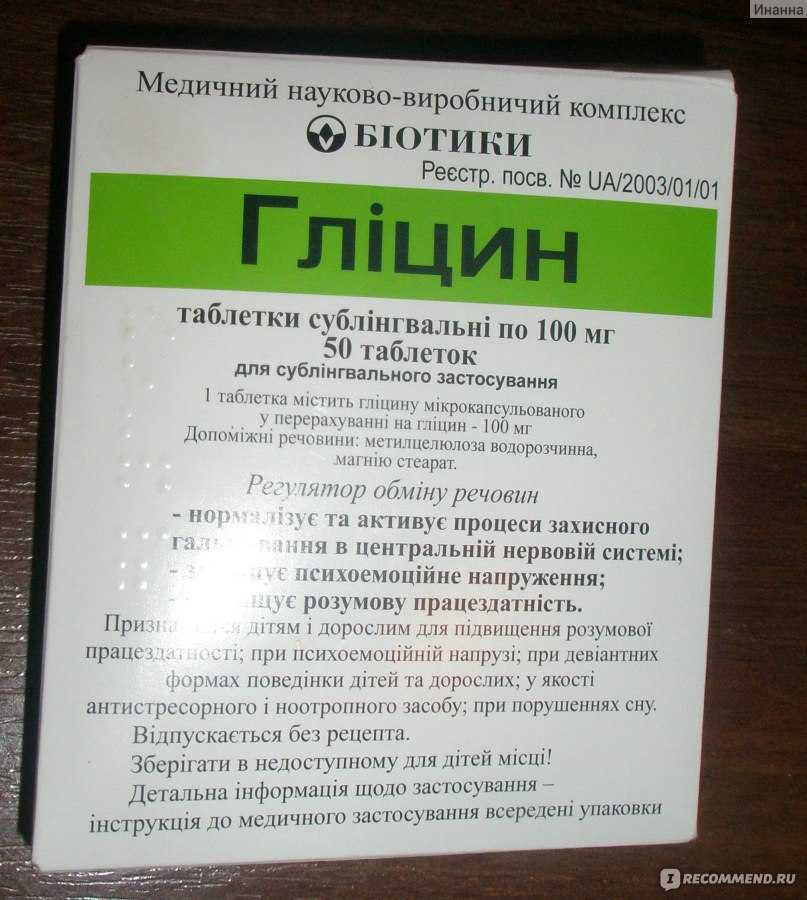 Инанна
Медичний науково-виробничий комплекс
БІОТИКИ
Реєстр. посв. № UA/2003/01/01
Гліцин
таблетки сублінгвальні по 100 мг
50 таблеток
для сублінгвального застосування
1 таблетка містить гліцину мікрокапсульованого
у перерахуванні на гліцин - 100 мг
Допоміжні речовини: метилцелюлоза водорозчинна,
магнію стеарат.
Регулятор обміну речовин
- нормалізує та активує процеси захисного
в центральній нервовій системі;
- психоемоційне напруження;
- розумову працездатність.
дітям і дорослим для підвищення розумової
працездатності; при психоемоційній напрузі; при девіантних
формах поведінки дітей та дорослих; у якості
антистресорного і ноотропного засобу; при порушеннях сну.
Відпускається без рецепта.
Зберігати в недоступному для дітей місці!
Детальна інформація щодо застосування –
інструкція до медичного застосування всередені упаковки
IRECOMMEND.RU